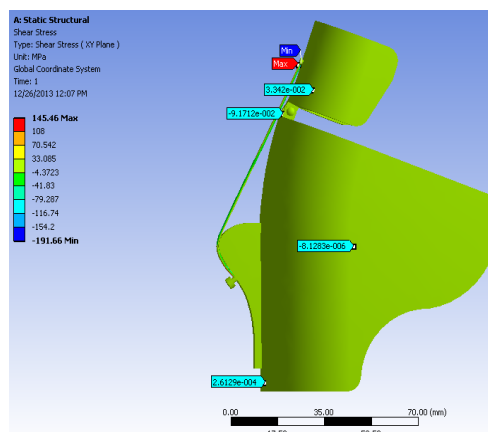 A: Static Structural
Shear Stress
Type: Shear Stress ( XY Plane )
Unit: MPa
Global Coordinate System
Time: 1
12/26/2013 12:07 PM
145.46 Max
108
70.542
33.085
-4.3723
-41.83
-79.287
-116.74
-154.2
-191.66 Min
Min
Max
3.342e-002
-9.1712e-002
-8.1283e-006
2.6129e-004
0.00 35.00 70.00 (mm)